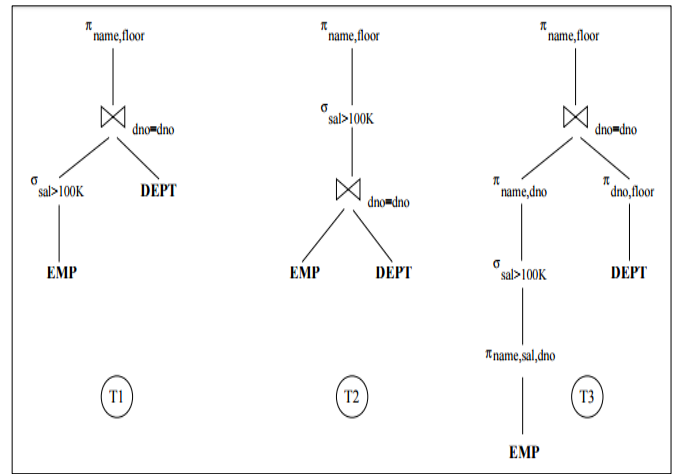 π name,floor
⋈ dno=dno
σ sal>100K
DEPT
EMP
T1
π name,floor
σ sal>100K
⋈ dno=dno
EMP DEPT
T2
π name,floor
⋈ dno=dno
π name,dno
π dno,floor
σ sal>100K
DEPT
π name,sal,dno
EMP
T3